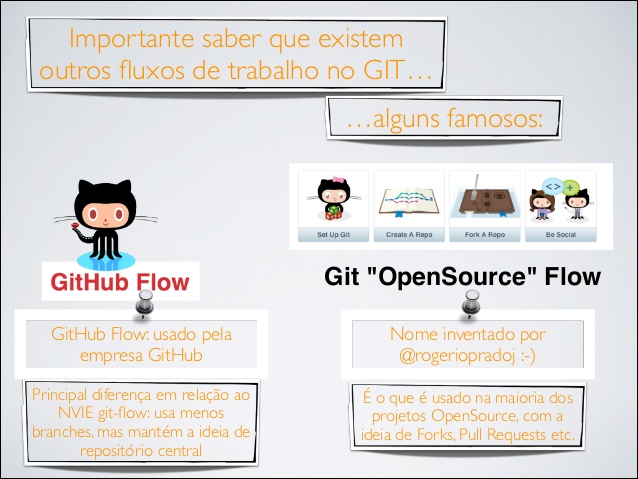 Importante saber que existem
outros fluxos de trabalho no GIT…
…alguns famosos:
Set Up Git
Create A Repo
Fork A Repo
Be Social
GitHub Flow
Git "OpenSource" Flow
GitHub Flow: usado pela
empresa GitHub
Nome inventado por
@rogeriopradoj :-)
Principal diferença em relação ao
NVIE git-flow: usa menos
branches, mas mantém a ideia de
repositório central
É o que é usado na maioria dos
projetos OpenSource, com a
ideia de Forks, Pull Requests etc.